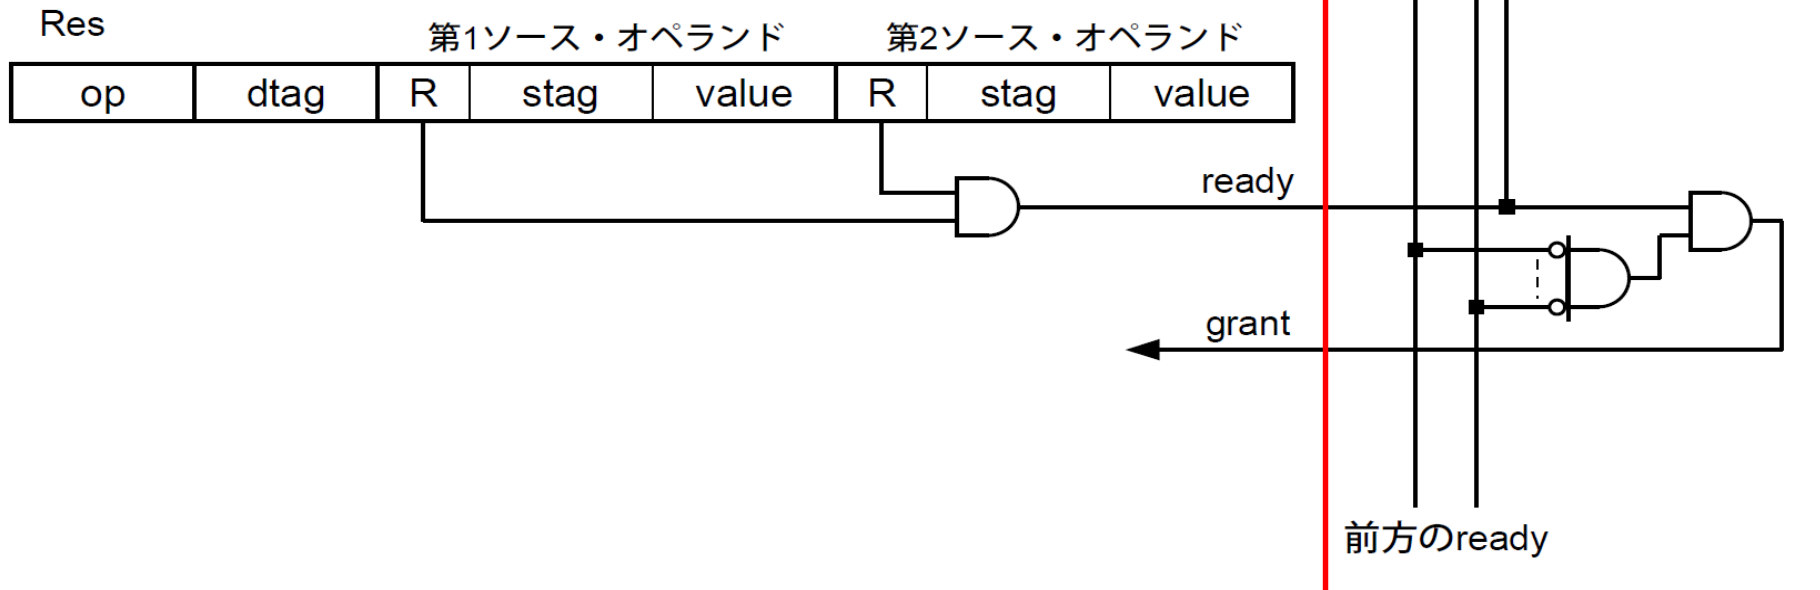 Res
第1ソース・オペランド 第2ソース・オペランド
op dtag R stag value R stag value
ready
grant
前方のready